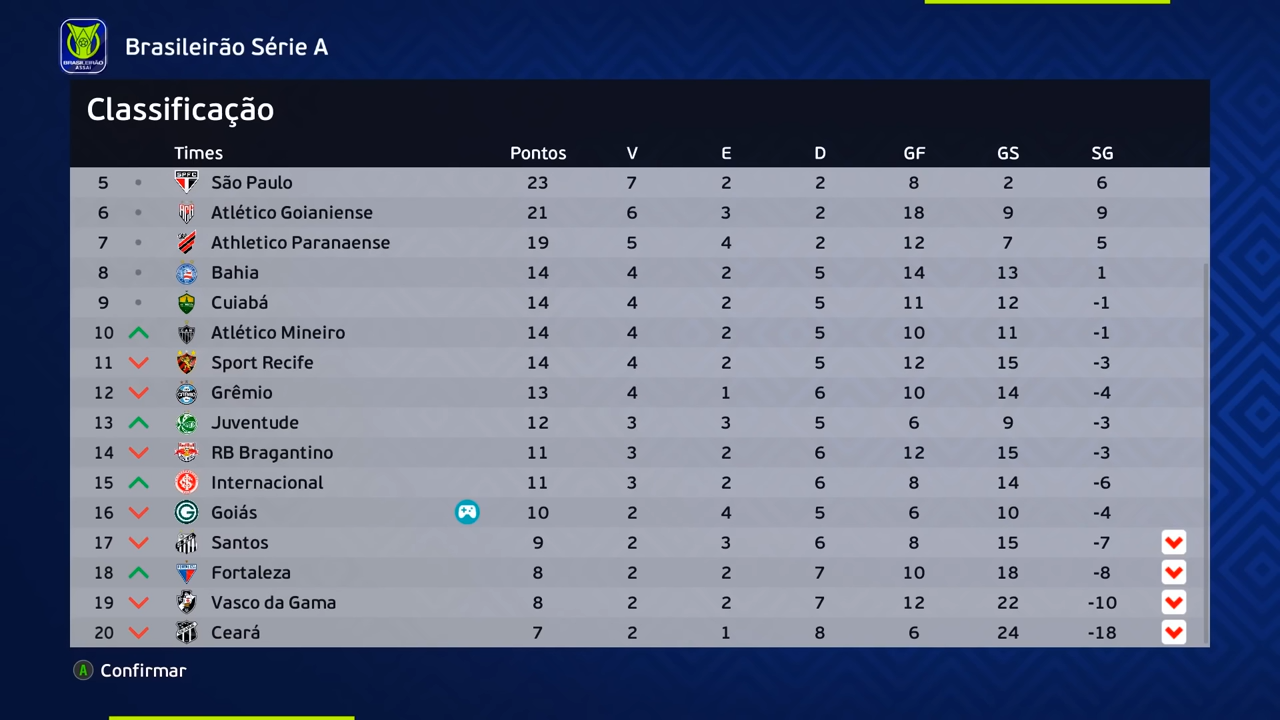 Brasileirão Série A
BRASILEIRÃO
ASSAÍ
Classificação
Times Pontos V E D GF GS SG
5 São Paulo 23 7 2 2 8 2 6
6 Atlético Goianiense 21 6 3 2 18 9 9
7 Athletico Paranaense 19 5 4 2 12 7 5
8 Bahia 14 4 2 5 14 13 1
9 Cuiabá 14 4 2 5 11 12 -1
10 Atlético Mineiro 14 4 2 5 10 11 -1
11 Sport Recife 14 4 2 5 12 15 -3
12 Grêmio 13 4 1 6 10 14 -4
13 Juventude 12 3 3 5 6 9 -3
14 RB Bragantino 11 3 2 6 12 15 -3
15 Internacional 11 3 2 6 8 14 -6
16 Goiás 10 2 4 5 6 10 -4
17 Santos 9 2 3 6 8 15 -7
18 Fortaleza 8 2 2 7 10 18 -8
19 Vasco da Gama 8 2 2 7 12 22 -10
20 Ceará 7 2 1 8 6 24 -18
A Confirmar